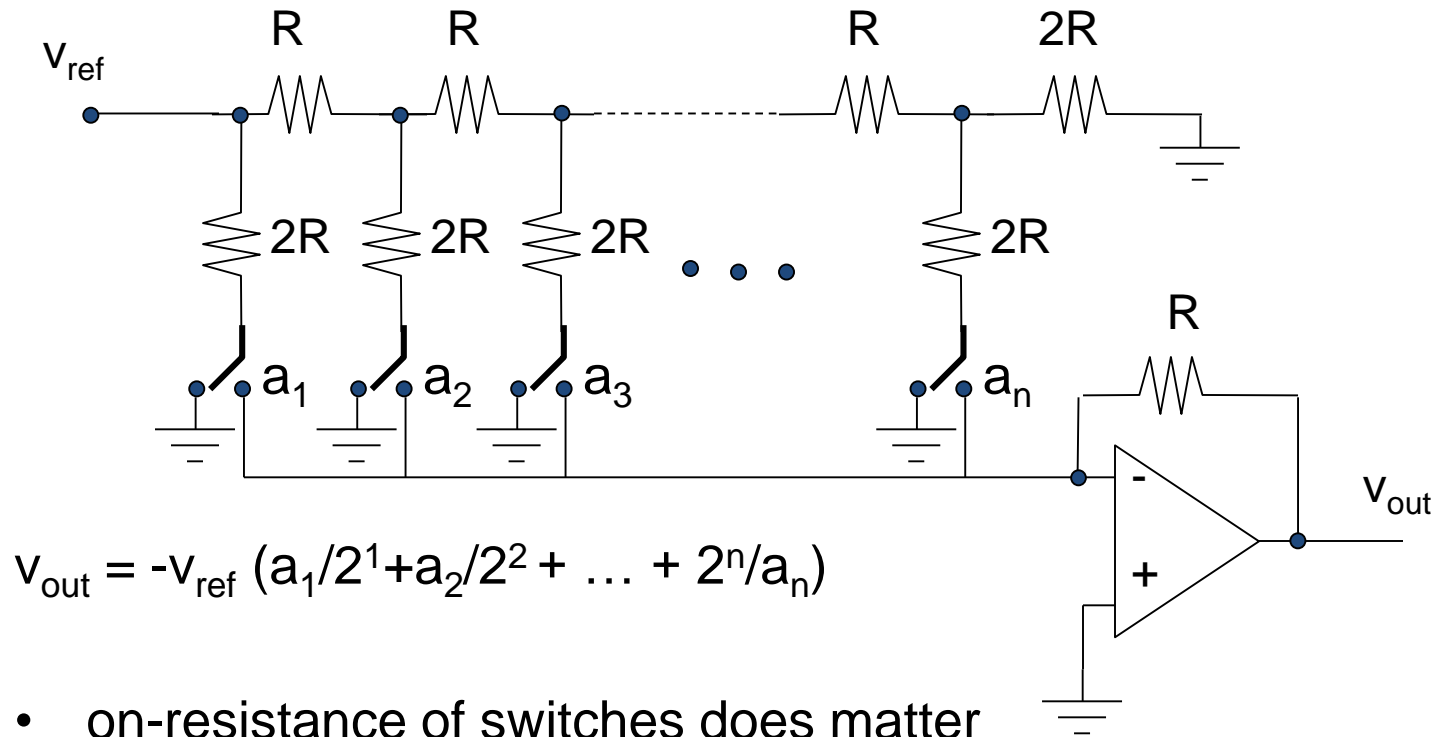 R R R 2R
v_ref
2R 2R 2R 2R
R
a_1 a_2 a_3 a_n
-
v_out
+
v_out = -v_ref (a_1/2^1+a_2/2^2 + … + 2^n/a_n)
• on-resistance of switches does matter